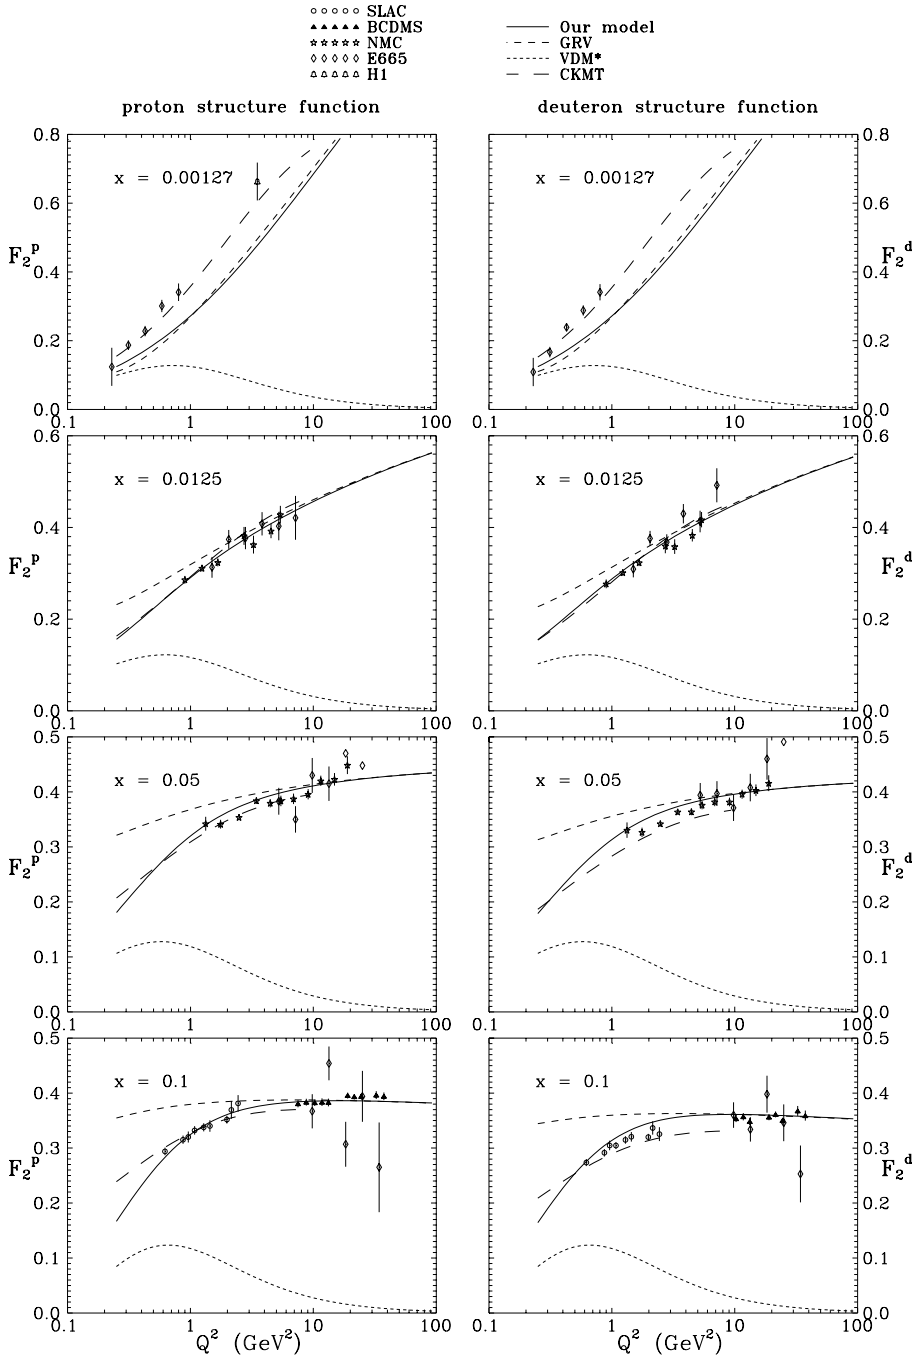 SLAC
BCDMS
NMC
E665
H1
Our model
GRV
VDM*
CKMT
proton structure function
deuteron structure function
0.8
0.6
0.4
0.2
0.0
F₂ᵖ
x = 0.00127
0.1 1 10 100
x = 0.00127
0.8
0.6
0.4
0.2
0.0
F₂ᵈ
0.1 1 10 100
0.6
0.4
0.2
0.0
F₂ᵖ
x = 0.0125
0.1 1 10 100
x = 0.0125
0.6
0.4
0.2
0.0
F₂ᵈ
0.1 1 10 100
0.5
0.4
0.3
0.2
0.1
0.0
F₂ᵖ
x = 0.05
0.1 1 10 100
x = 0.05
0.5
0.4
0.3
0.2
0.1
0.0
F₂ᵈ
0.1 1 10 100
0.5
0.4
0.3
0.2
0.1
0.0
F₂ᵖ
x = 0.1
0.1 1 10 100
Q² (GeV²)
x = 0.1
0.5
0.4
0.3
0.2
0.1
0.0
F₂ᵈ
0.1 1 10 100
Q² (GeV²)